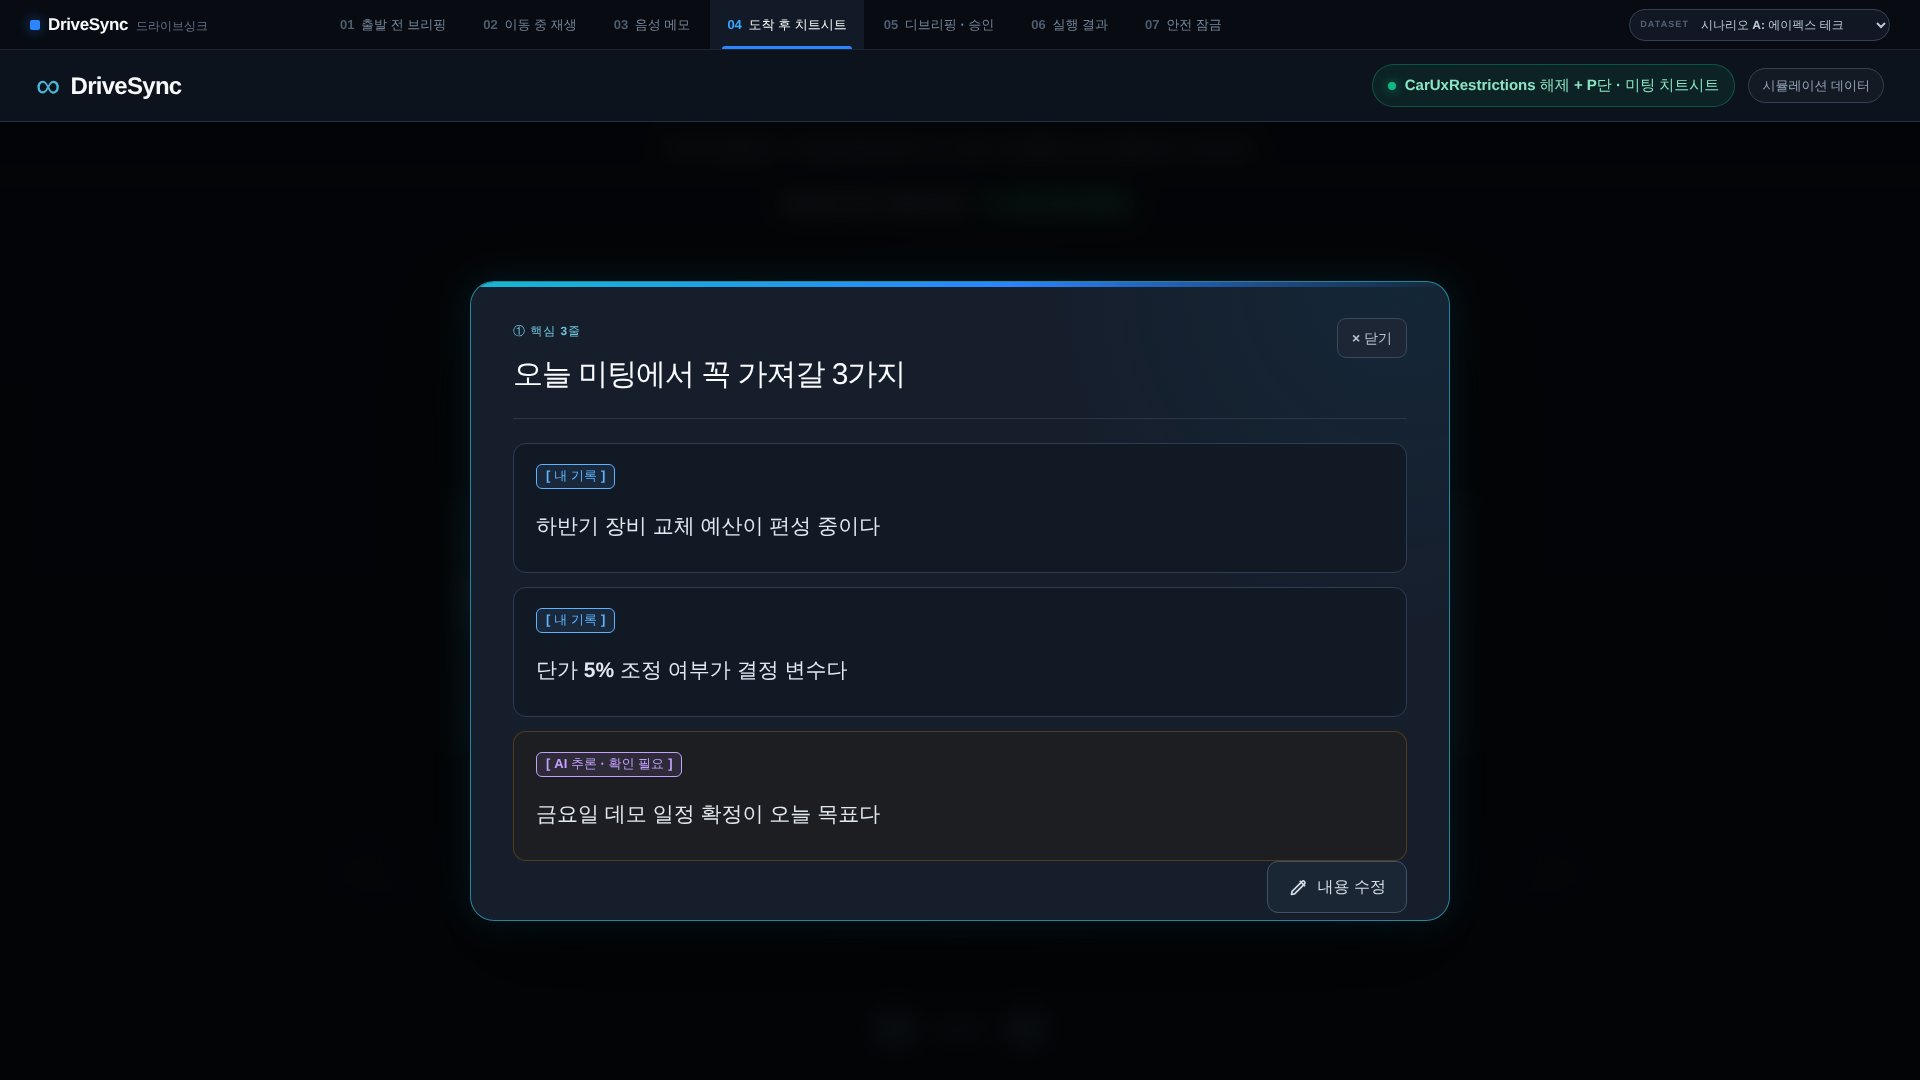 DriveSync 드라이브싱크
01 출발 전 브리핑
02 이동 중 재생
03 음성 메모
04 도착 후 치트시트
05 디브리핑 · 승인
06 실행 결과
07 안전 잠금
DATASET 시나리오 A: 에이펙스 테크
∞ DriveSync
CarUxRestrictions 해제 + P단 · 미팅 치트시트
시뮬레이션 데이터
① 핵심 3줄
× 닫기
오늘 미팅에서 꼭 가져갈 3가지
[ 내 기록 ]
하반기 장비 교체 예산이 편성 중이다
[ 내 기록 ]
단가 5% 조정 여부가 결정 변수다
[ AI 추론 · 확인 필요 ]
금요일 데모 일정 확정이 오늘 목표다
내용 수정